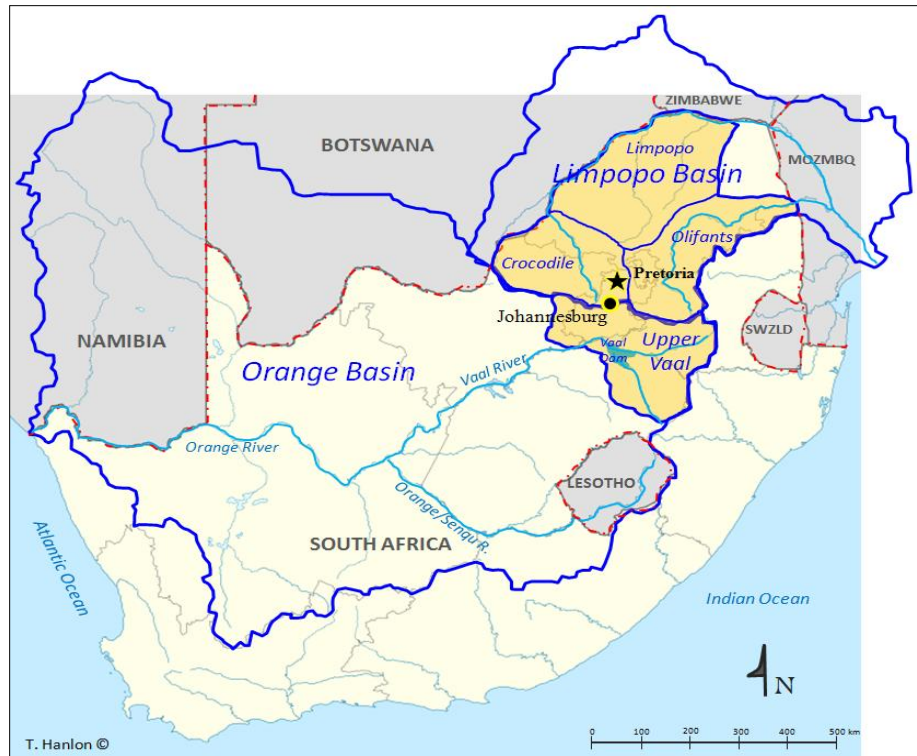 ZIMBABWE
BOTSWANA
Limpopo
Limpopo Basin
MOZMBQ
Olifants
Crocodile
Pretoria
Johannesburg
SWZLD
NAMIBIA
Vaal
Dam
Upper
Vaal
Orange Basin
Vaal River
Orange River
LESOTHO
Orange/Senqu R.
SOUTH AFRICA
Atlantic Ocean
Indian Ocean
N
T. Hanlon ©
0 100 200 300 400 500 km